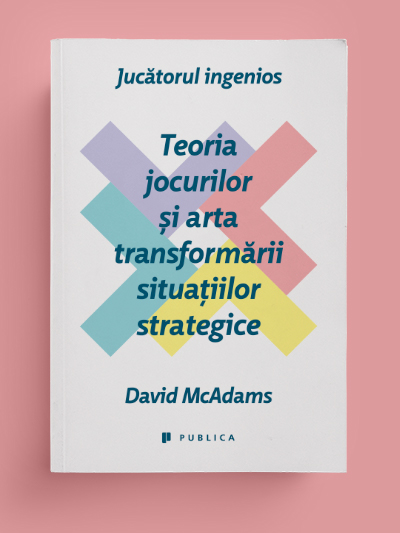 Jucătorul ingenios
Teoria
jocurilor
și arta
transformării
situațiilor
strategice
David McAdams
PUBLICA